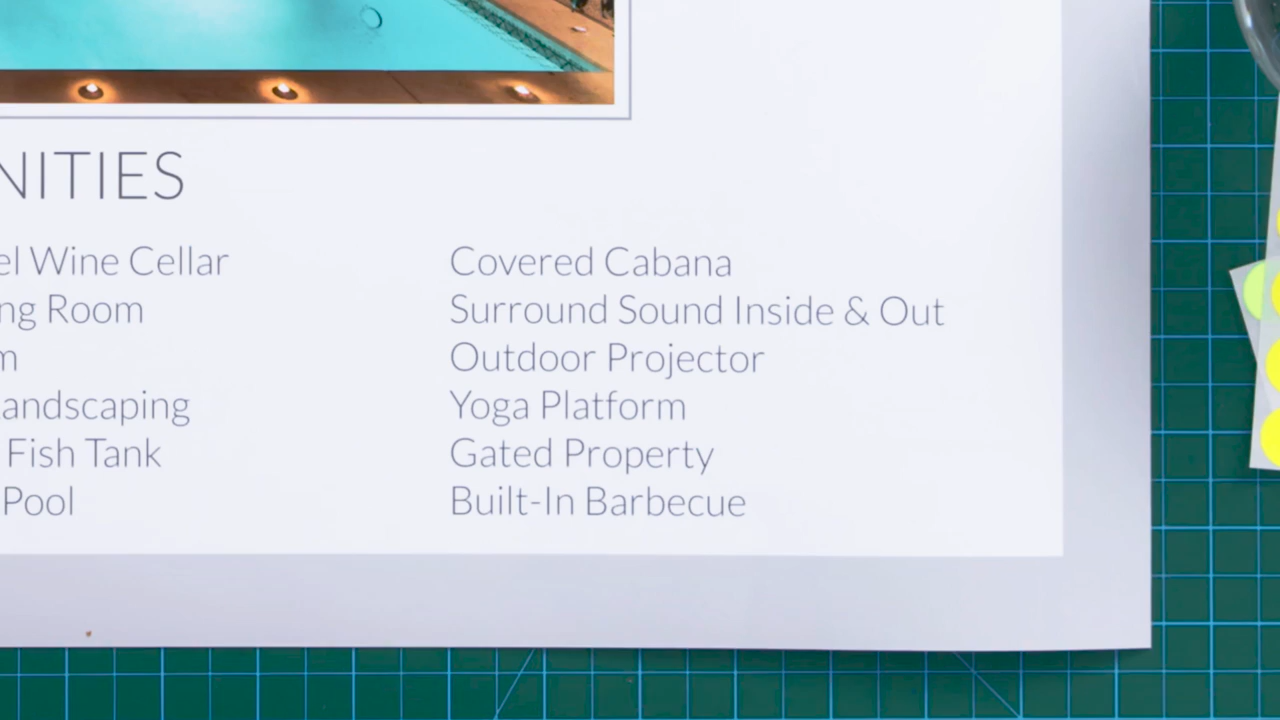 NITIES
el Wine Cellar
ng Room
m
andscaping
Fish Tank
Pool
Covered Cabana
Surround Sound Inside & Out
Outdoor Projector
Yoga Platform
Gated Property
Built-In Barbecue